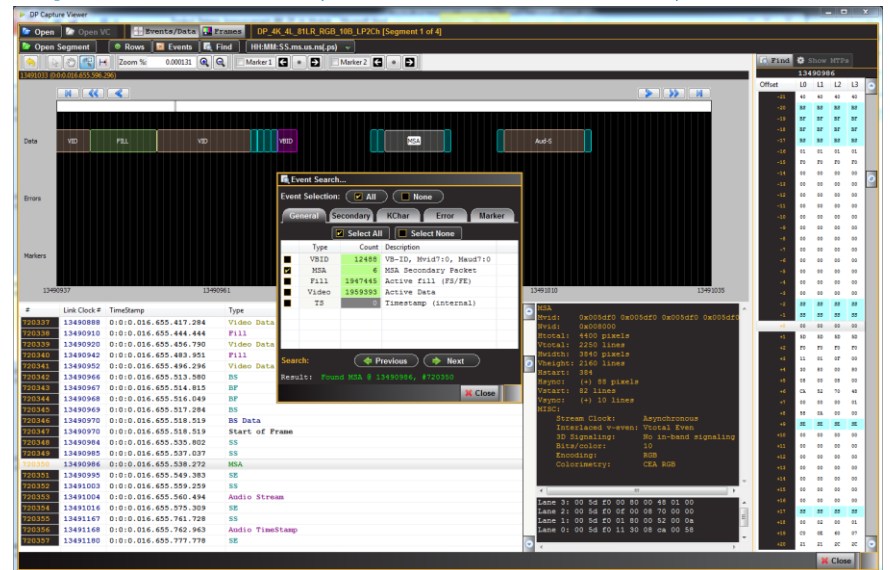 DP Capture Viewer
Open Open VC Events/Data Frames DP_4K_4L_81LR_RGB_10B_LP2Ch [Segment 1 of 4]
Open Segment Rows Events Find HH:MM:SS.ms.us.ns(.ps)
Zoom %: 0.000131 Marker 1 Marker 2
13491033 (0:0:0.016.655.596.296)
Find Show MTPs
13490986
Offset L0 L1 L2 L3
Data VID FILL VID VBID MSA Aud-S
Errors
Markers
13490937 13490961 13491010 13491035
Event Search...
Event Selection: All None
General Secondary KChar Error Marker
Select All Select None
Type Count Description
VBID 12488 VB-ID, Mvid7:0, Maud7:0
MSA 6 MSA Secondary Packet
Fill 1947445 Active fill (FS/FE)
Video 1959393 Active Data
TS 0 Timestamp (internal)
Search: Previous Next
Result: Found MSA @ 13490986, #720350
Close
# Link Clock # TimeStamp Type
720337 13490888 0:0:0.016.655.417.284 Video Data
720338 13490910 0:0:0.016.655.444.444 Fill
720339 13490920 0:0:0.016.655.456.790 Video Data
720340 13490942 0:0:0.016.655.483.951 Fill
720341 13490952 0:0:0.016.655.496.296 Video Data
720342 13490966 0:0:0.016.655.513.580 BS
720343 13490967 0:0:0.016.655.514.815 BF
720344 13490968 0:0:0.016.655.516.049 BF
720345 13490969 0:0:0.016.655.517.284 BS
720346 13490970 0:0:0.016.655.518.519 BS Data
720347 13490970 0:0:0.016.655.518.519 Start of Frame
720348 13490984 0:0:0.016.655.535.802 SS
720349 13490985 0:0:0.016.655.537.037 SS
720350 13490986 0:0:0.016.655.538.272 MSA
720351 13490995 0:0:0.016.655.549.383 SE
720352 13491003 0:0:0.016.655.559.259 SS
720353 13491004 0:0:0.016.655.560.494 Audio Stream
720354 13491016 0:0:0.016.655.575.309 SE
720355 13491167 0:0:0.016.655.761.728 SS
720356 13491168 0:0:0.016.655.762.963 Audio TimeStamp
720357 13491180 0:0:0.016.655.777.778 SE
MSA
Mvid: 0x005df0 0x005df0 0x005df0 0x005df0
Nvid: 0x008000
Htotal: 4400 pixels
Vtotal: 2250 lines
Hwidth: 3840 pixels
Vheight: 2160 lines
Hstart: 384
Hsync: (+) 88 pixels
Vstart: 82 lines
Vsync: (+) 10 lines
MISC:
Stream Clock: Asynchronous
Interlaced v-even: Vtotal Even
3D Signaling: No in-band signaling
Bits/color: 10
Encoding: RGB
Colorimetry: CEA RGB
Lane 3: 00 5d f0 00 80 00 48 01 00
Lane 2: 00 5d f0 0f 00 08 70 00 00
Lane 1: 00 5d f0 01 80 00 52 00 0a
Lane 0: 00 5d f0 11 30 08 ca 00 58
Close